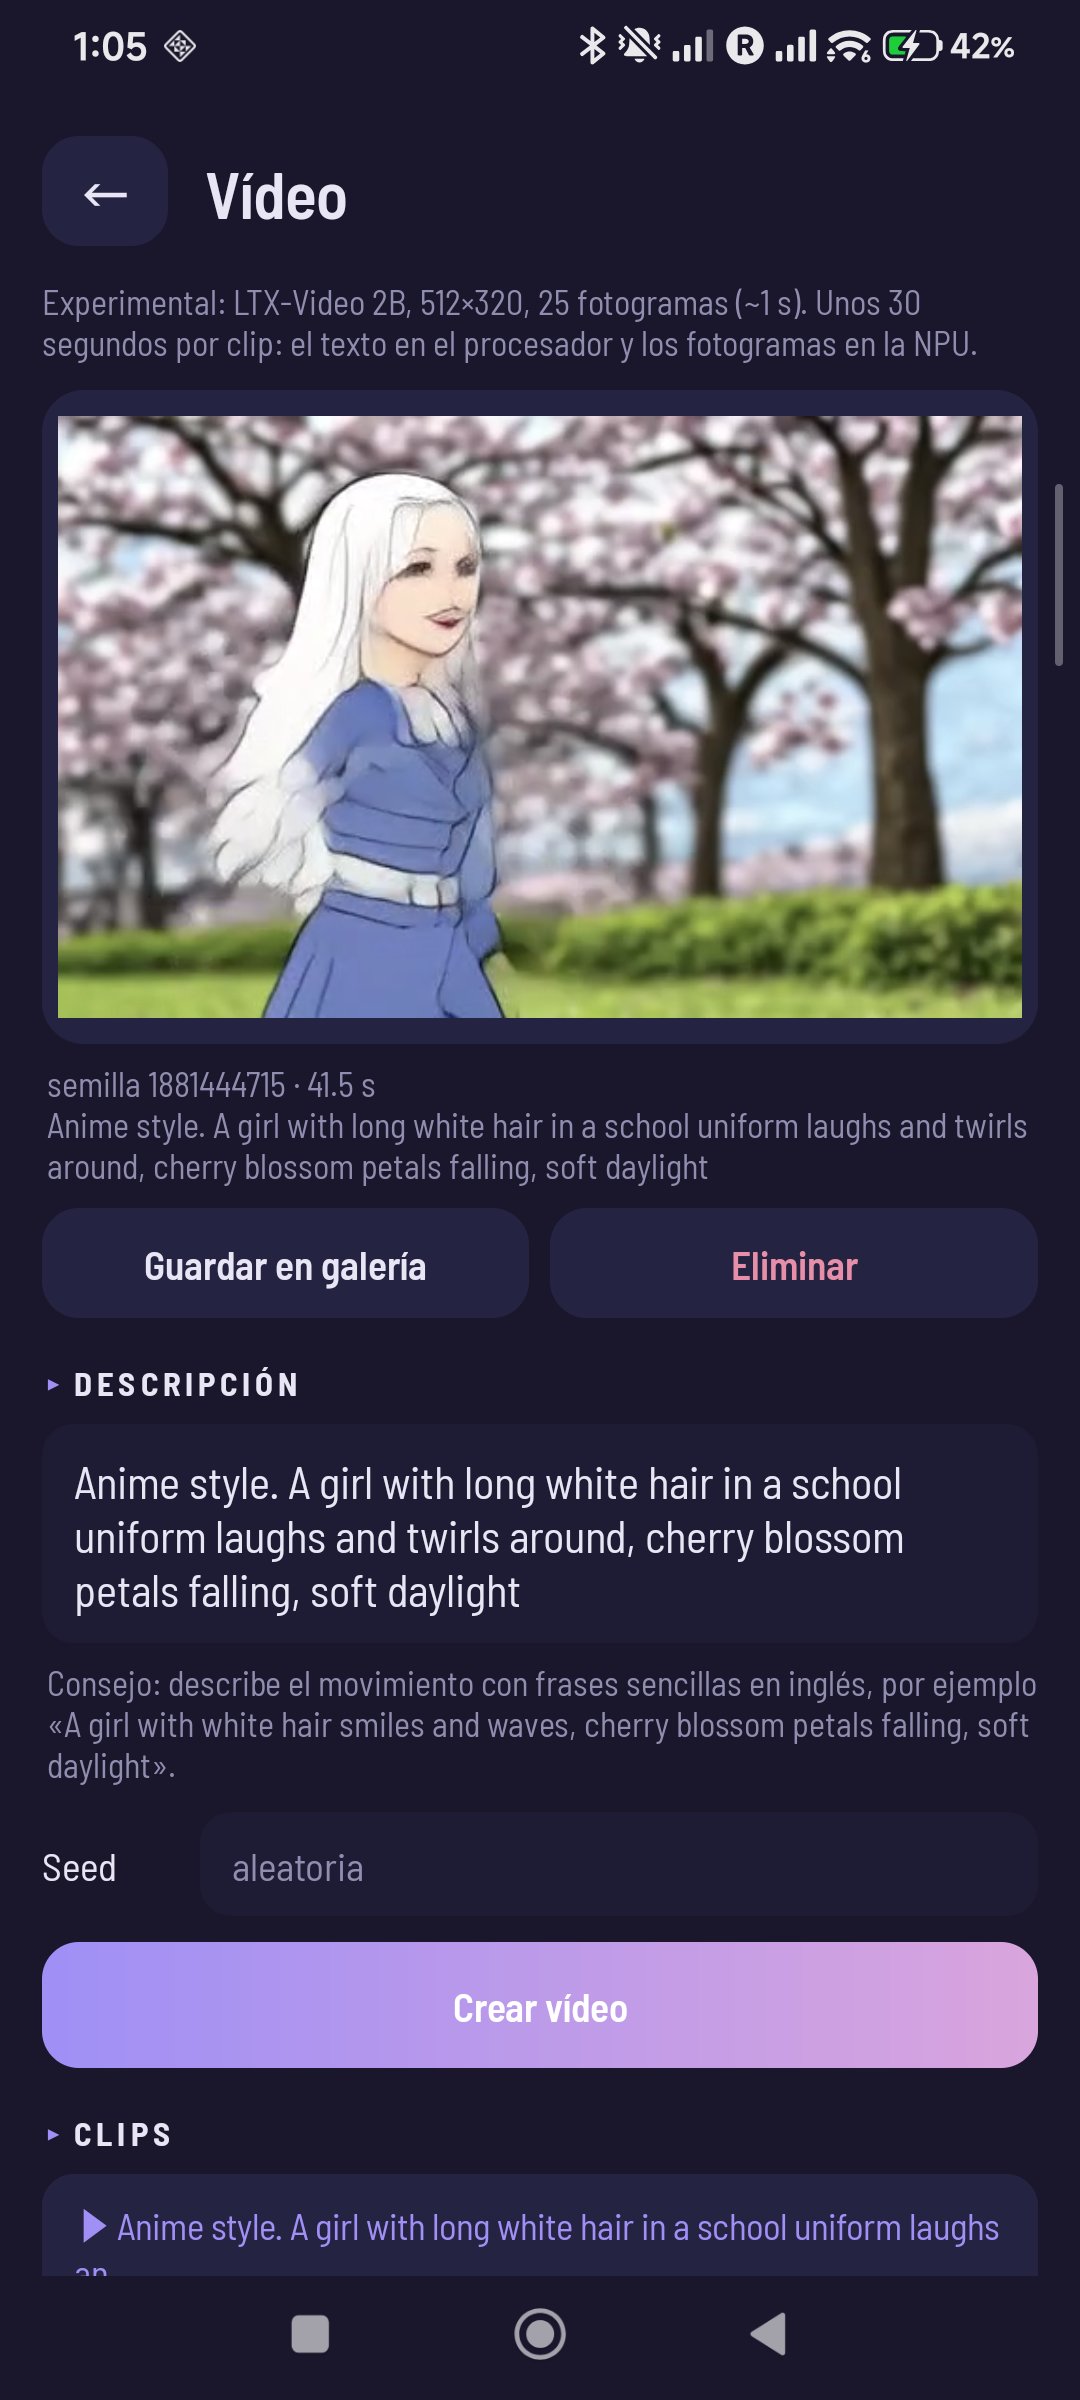 1:05
R
6
42%
←
Vídeo
Experimental: LTX-Video 2B, 512×320, 25 fotogramas (~1 s). Unos 30
segundos por clip: el texto en el procesador y los fotogramas en la NPU.
semilla 1881444715 · 41.5 s
Anime style. A girl with long white hair in a school uniform laughs and twirls
around, cherry blossom petals falling, soft daylight
Guardar en galería
Eliminar
▸ DESCRIPCIÓN
Anime style. A girl with long white hair in a school
uniform laughs and twirls around, cherry blossom
petals falling, soft daylight
Consejo: describe el movimiento con frases sencillas en inglés, por ejemplo
«A girl with white hair smiles and waves, cherry blossom petals falling, soft
daylight».
Seed
aleatoria
Crear vídeo
▸ CLIPS
▶ Anime style. A girl with long white hair in a school uniform laughs
an